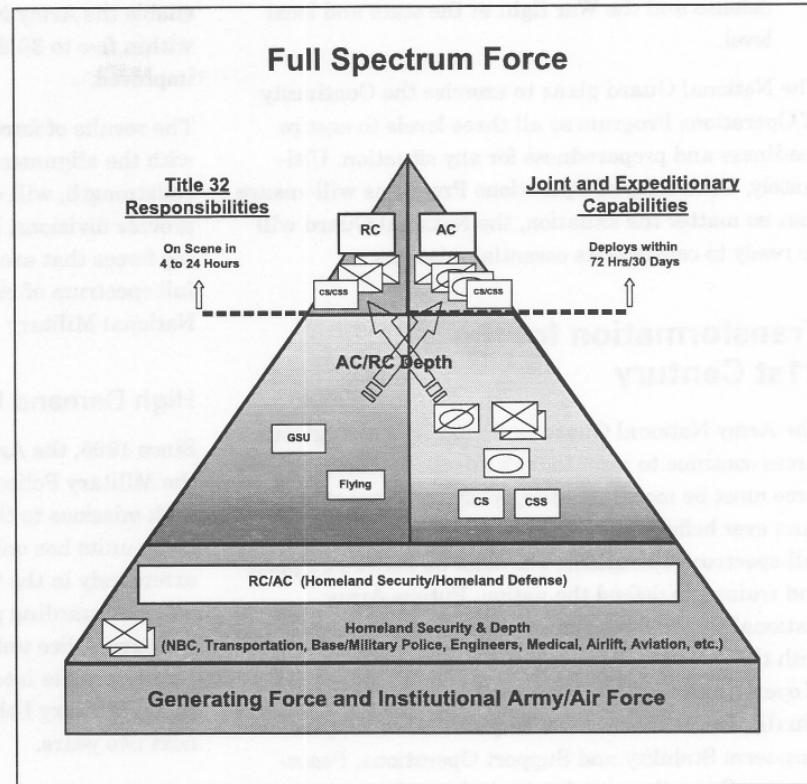 Full Spectrum Force
Title 32
Responsibilities
Joint and Expeditionary
Capabilities
On Scene in
4 to 24 Hours
Deploys within
72 Hrs/30 Days
RC
AC
CS/CSS
CS/CSS
AC/RC Depth
GSU
Flying
CS
CSS
RC/AC (Homeland Security/Homeland Defense)
Homeland Security & Depth
(NBC, Transportation, Base/Military Police, Engineers, Medical, Airlift, Aviation, etc.)
Generating Force and Institutional Army/Air Force